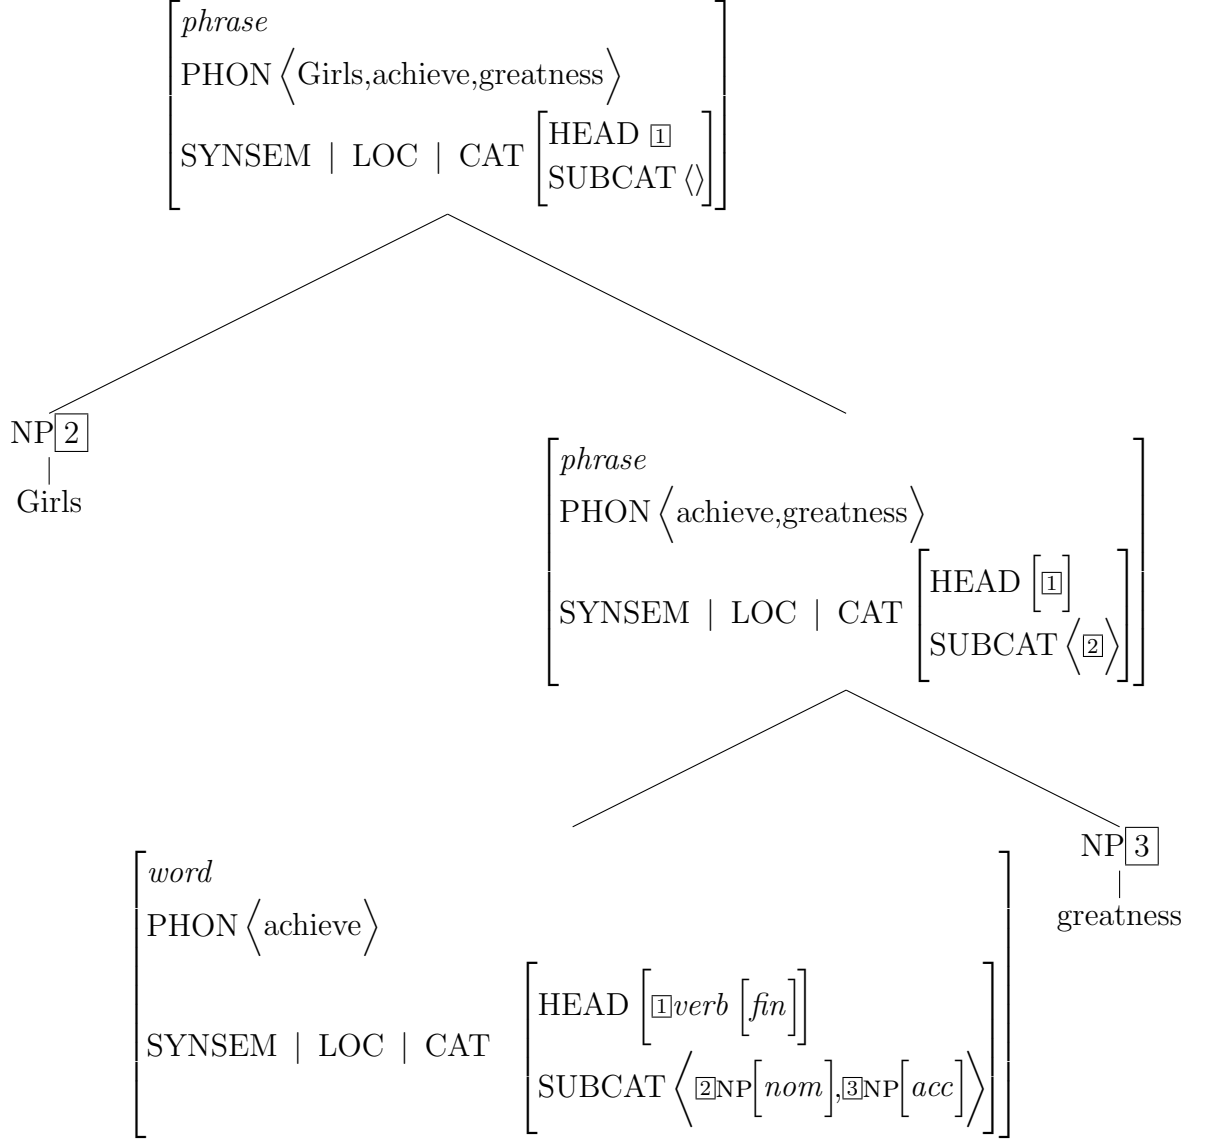 phrase
PHON ⟨Girls,achieve,greatness⟩
SYNSEM | LOC | CAT [HEAD 1
SUBCAT ⟨⟩]
NP 2
Girls
phrase
PHON ⟨achieve,greatness⟩
SYNSEM | LOC | CAT [HEAD [1]
SUBCAT ⟨2⟩]
word
PHON ⟨achieve⟩
SYNSEM | LOC | CAT [HEAD [1verb [fin]]
SUBCAT ⟨2NP[nom],3NP[acc]⟩]
NP 3
greatness